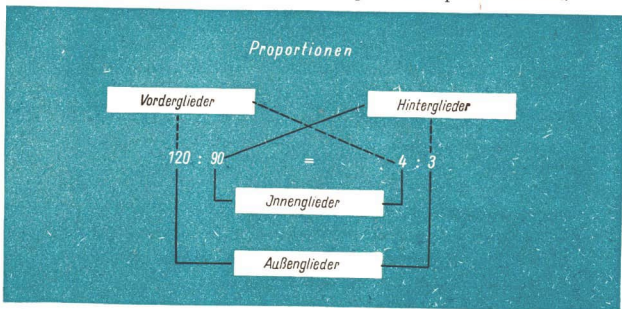 Proportionen
Vorderglieder Hinterglieder
120 : 90 = 4 : 3
Jnnenglieder
Außenglieder